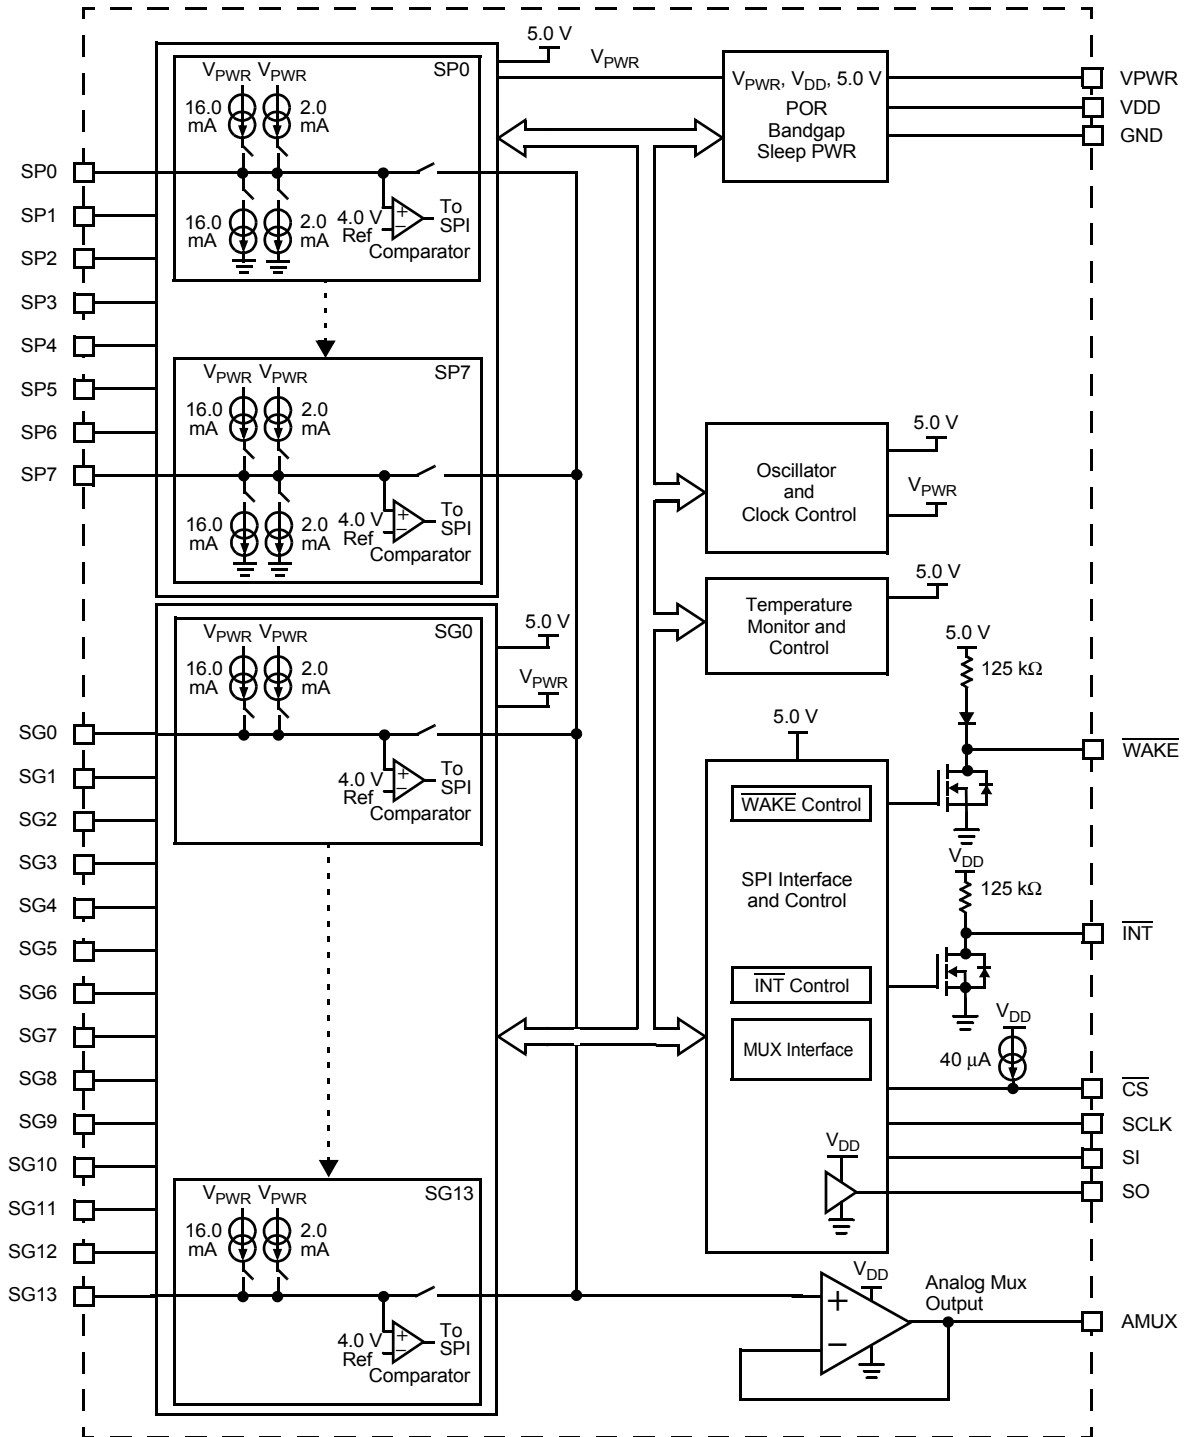 5.0 V
VPWR
SP0
VPWR VPWR
16.0 mA
2.0 mA
16.0 mA
2.0 mA
4.0 V Ref
+
−
To SPI
Comparator
SP7
VPWR VPWR
16.0 mA
2.0 mA
16.0 mA
2.0 mA
4.0 V Ref
+
−
To SPI
Comparator
SG0
5.0 V
VPWR
VPWR VPWR
16.0 mA
2.0 mA
4.0 V Ref
+
−
To SPI
Comparator
SG13
VPWR VPWR
16.0 mA
2.0 mA
4.0 V Ref
+
−
To SPI
Comparator
SP0
SP1
SP2
SP3
SP4
SP5
SP6
SP7
SG0
SG1
SG2
SG3
SG4
SG5
SG6
SG7
SG8
SG9
SG10
SG11
SG12
SG13
VPWR, VDD, 5.0 V
POR
Bandgap
Sleep PWR
VPWR
VDD
GND
Oscillator
and
Clock Control
5.0 V
VPWR
Temperature
Monitor and
Control
5.0 V
5.0 V
WAKE Control
SPI Interface
and Control
INT Control
MUX Interface
VDD
5.0 V
125 kΩ
WAKE
VDD
125 kΩ
INT
VDD
40 μA
CS
SCLK
SI
SO
+
−
VDD
Analog Mux
Output
AMUX